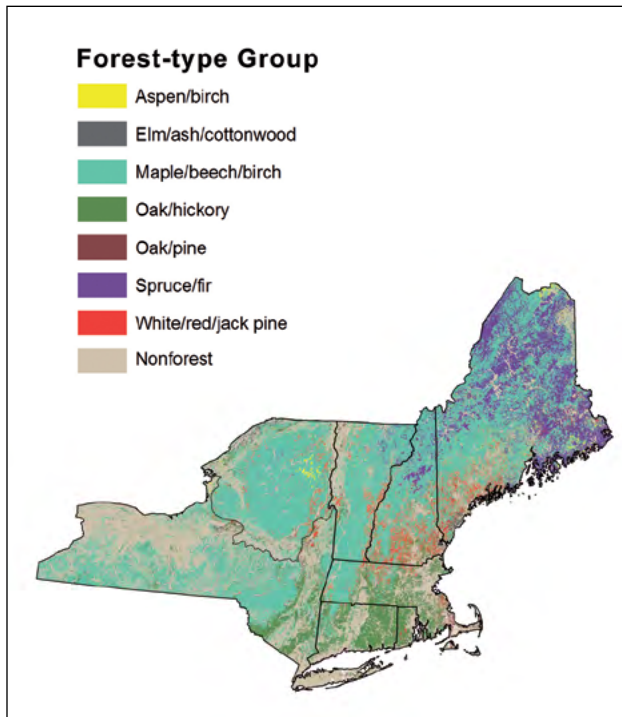 Forest-type Group
Aspen/birch
Elm/ash/cottonwood
Maple/beech/birch
Oak/hickory
Oak/pine
Spruce/fir
White/red/jack pine
Nonforest